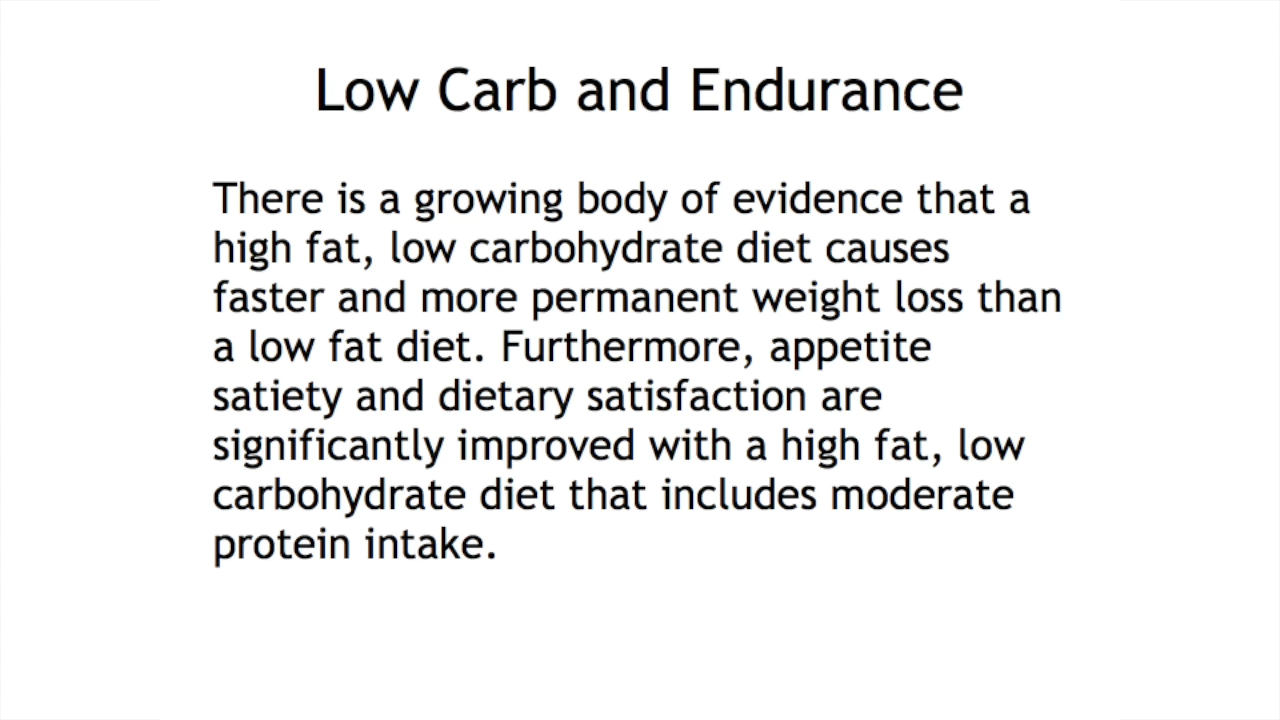 Low Carb and Endurance
There is a growing body of evidence that a
high fat, low carbohydrate diet causes
faster and more permanent weight loss than
a low fat diet. Furthermore, appetite
satiety and dietary satisfaction are
significantly improved with a high fat, low
carbohydrate diet that includes moderate
protein intake.